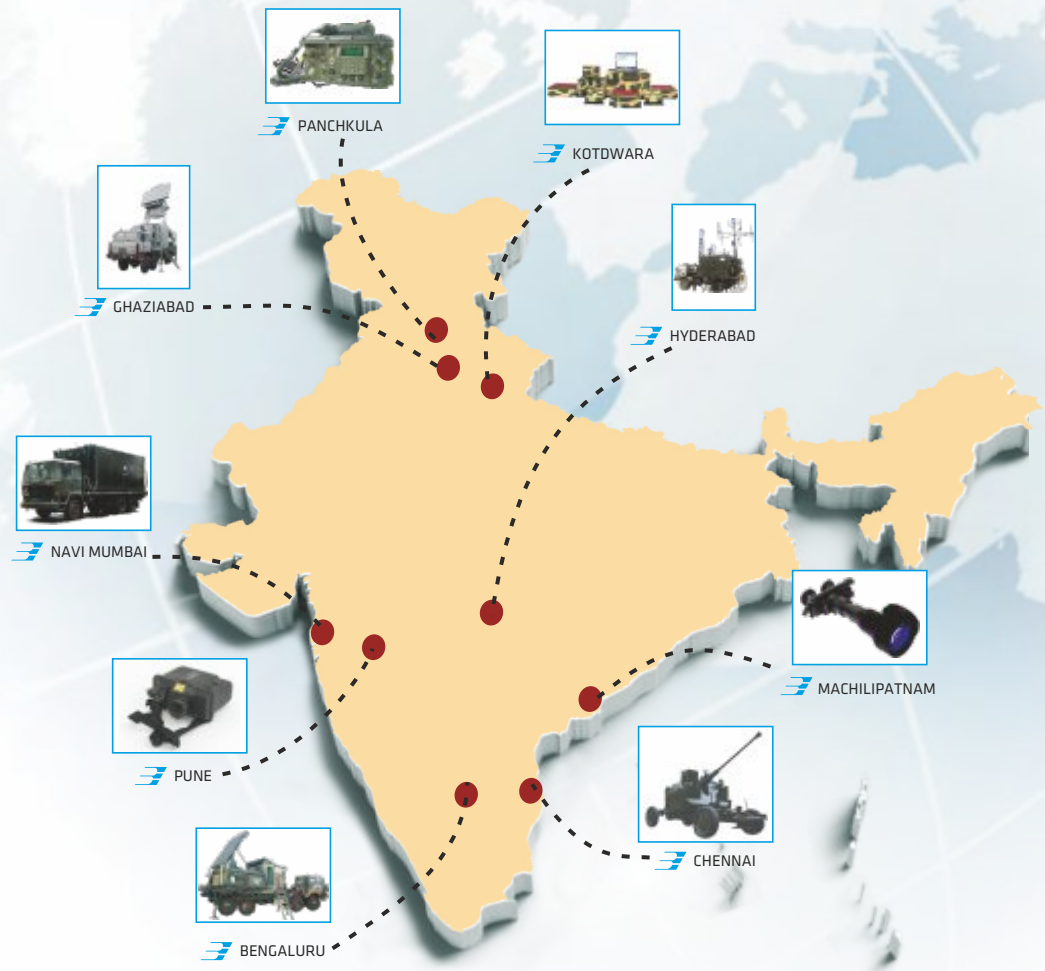 PANCHKULA
KOTDWARA
GHAZIABAD
HYDERABAD
NAVI MUMBAI
MACHILIPATNAM
PUNE
CHENNAI
BENGALURU